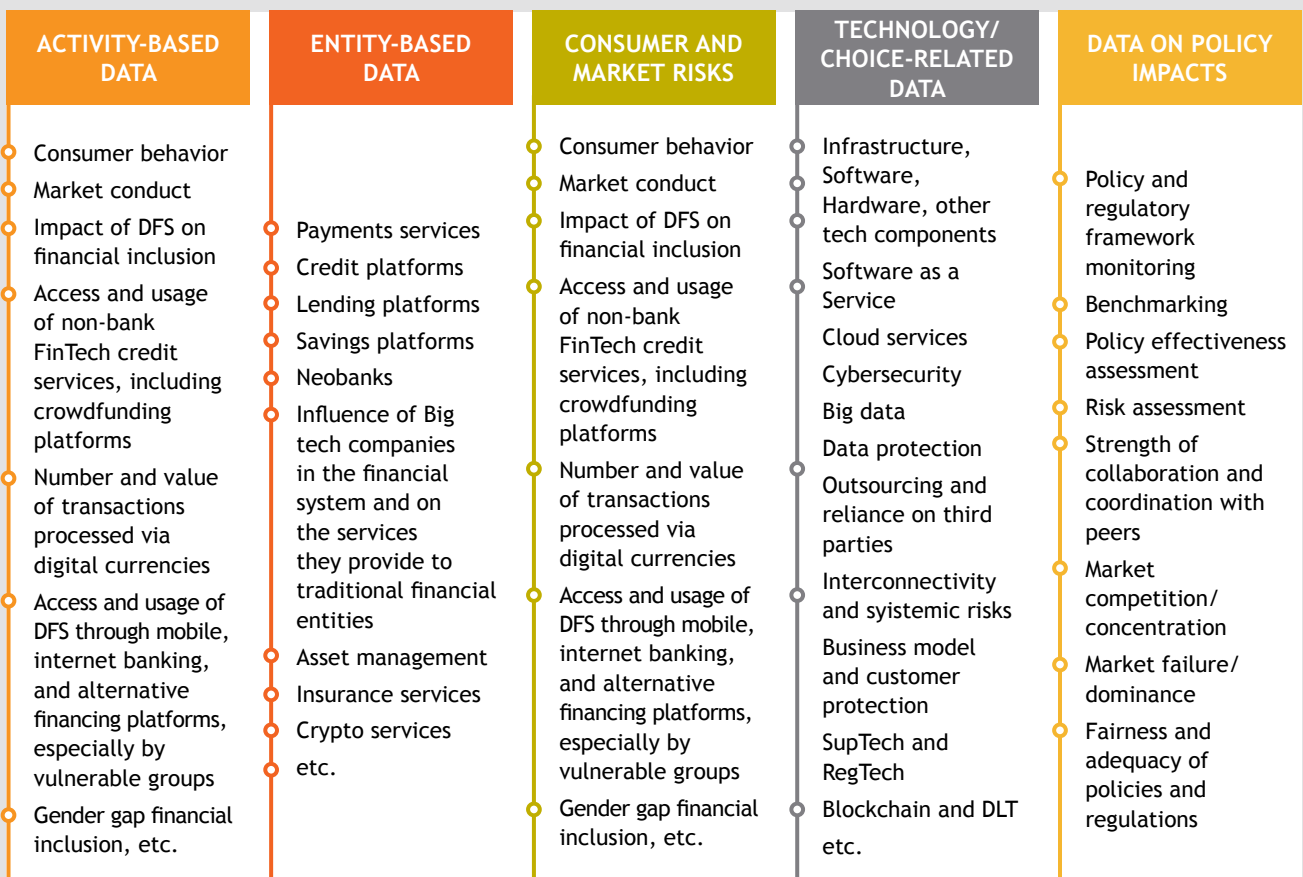 ACTIVITY-BASED
DATA
Consumer behavior
Market conduct
Impact of DFS on
financial inclusion
Access and usage
of non-bank
FinTech credit
services, including
crowdfunding
platforms
Number and value
of transactions
processed via
digital currencies
Access and usage of
DFS through mobile,
internet banking,
and alternative
financing platforms,
especially by
vulnerable groups
Gender gap financial
inclusion, etc.
ENTITY-BASED
DATA
Payments services
Credit platforms
Lending platforms
Savings platforms
Neobanks
Influence of Big
tech companies
in the financial
system and on
the services
they provide to
traditional financial
entities
Asset management
Insurance services
Crypto services
etc.
CONSUMER AND
MARKET RISKS
Consumer behavior
Market conduct
Impact of DFS on
financial inclusion
Access and usage
of non-bank
FinTech credit
services, including
crowdfunding
platforms
Number and value
of transactions
processed via
digital currencies
Access and usage of
DFS through mobile,
internet banking,
and alternative
financing platforms,
especially by
vulnerable groups
Gender gap financial
inclusion, etc.
TECHNOLOGY/
CHOICE-RELATED
DATA
Infrastructure,
Software,
Hardware, other
tech components
Software as a
Service
Cloud services
Cybersecurity
Big data
Data protection
Outsourcing and
reliance on third
parties
Interconnectivity
and syistemic risks
Business model
and customer
protection
SupTech and
RegTech
Blockchain and DLT
etc.
DATA ON POLICY
IMPACTS
Policy and
regulatory
framework
monitoring
Benchmarking
Policy effectiveness
assessment
Risk assessment
Strength of
collaboration and
coordination with
peers
Market
competition/
concentration
Market failure/
dominance
Fairness and
adequacy of
policies and
regulations